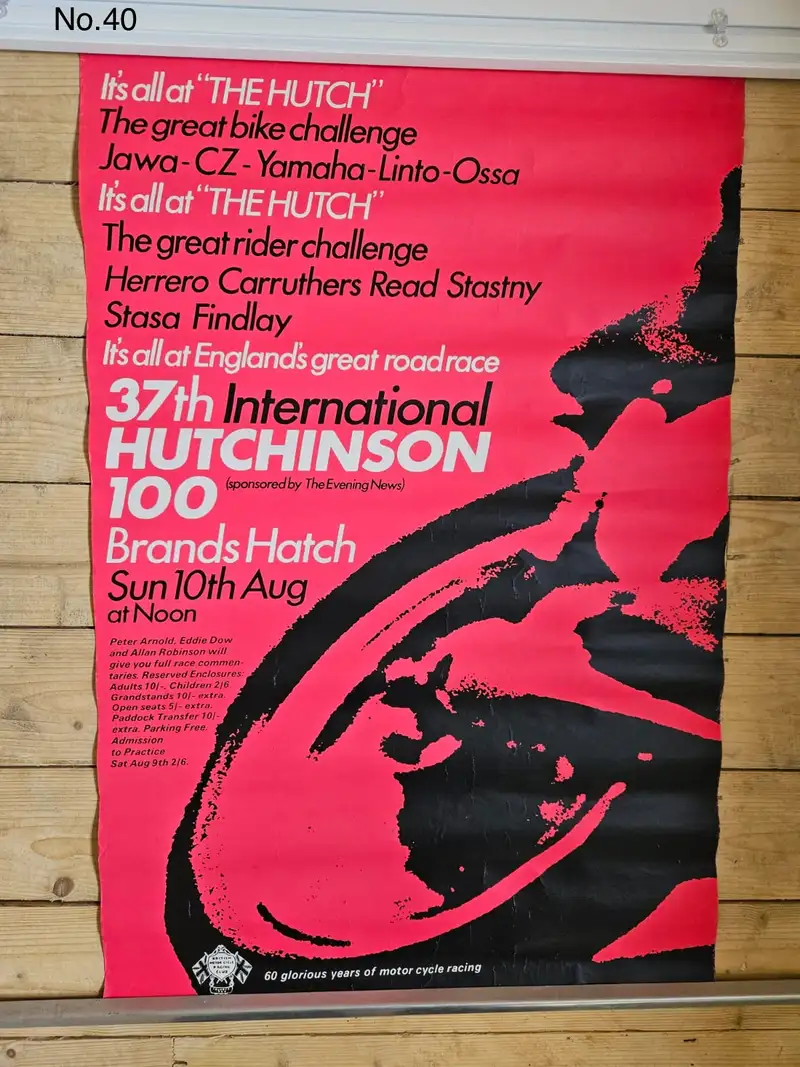 No.40
It's all at "THE HUTCH"
The great bike challenge
Jawa - CZ - Yamaha - Linto - Ossa
It's all at "THE HUTCH"
The great rider challenge
Herrero Carruthers Read Stastny
Stasa Findlay
It's all at England's great road race
37th International
HUTCHINSON
100 (sponsored by The Evening News)
Brands Hatch
Sun 10th Aug
at Noon
Peter Arnold, Eddie Dow
and Allan Robinson will
give you full race commen-
taries. Reserved Enclosures:
Adults 10/-. Children 2/6
Grandstands 10/- extra.
Open seats 5/- extra.
Paddock Transfer 10/-
extra. Parking Free.
Admission
to Practice
Sat Aug 9th 2/6.
BRITISH
MOTOR CYCLE
RACING
CLUB
60 glorious years of motor cycle racing